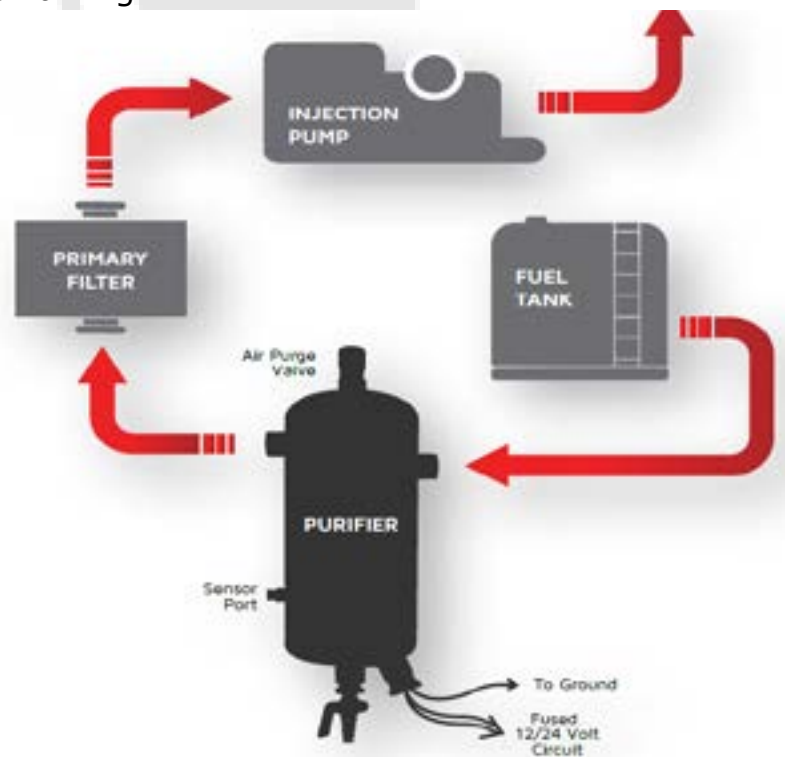 INJECTION
PUMP
PRIMARY
FILTER
FUEL
TANK
Air Purge
Valve
PURIFIER
Sensor
Port
To Ground
Fused
12/24 Volt
Circuit